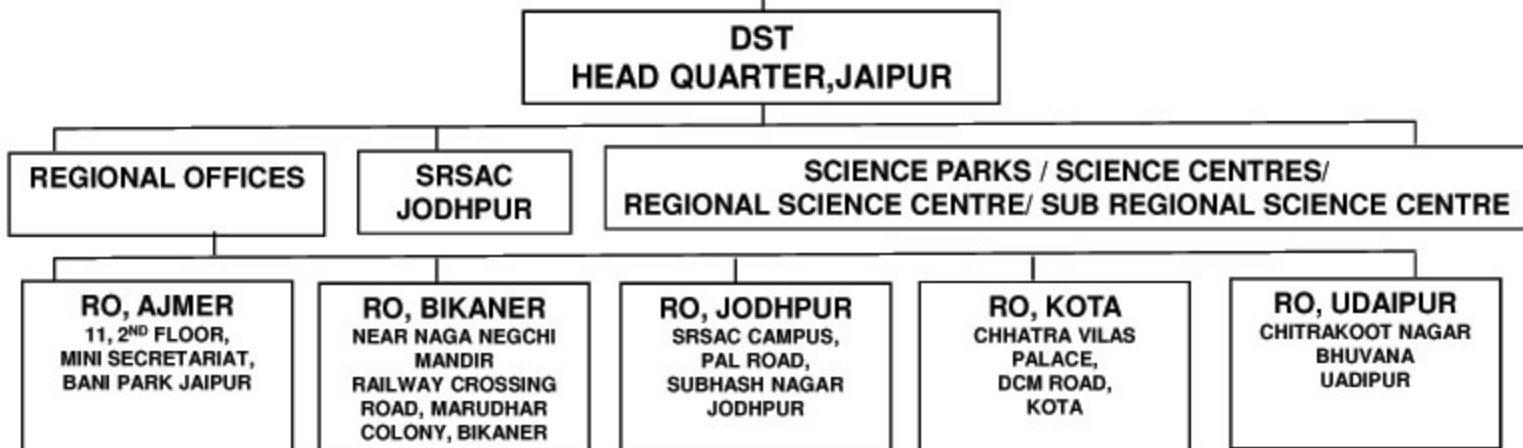 DST
HEAD QUARTER,JAIPUR
REGIONAL OFFICES
SRSAC
JODHPUR
SCIENCE PARKS / SCIENCE CENTRES/
REGIONAL SCIENCE CENTRE/ SUB REGIONAL SCIENCE CENTRE
RO, AJMER
11, 2ND FLOOR,
MINI SECRETARIAT,
BANI PARK JAIPUR
RO, BIKANER
NEAR NAGA NEGCHI
MANDIR
RAILWAY CROSSING
ROAD, MARUDHAR
COLONY, BIKANER
RO, JODHPUR
SRSAC CAMPUS,
PAL ROAD,
SUBHASH NAGAR
JODHPUR
RO, KOTA
CHHATRA VILAS
PALACE,
DCM ROAD,
KOTA
RO, UDAIPUR
CHITRAKOOT NAGAR
BHUVANA
UADIPUR